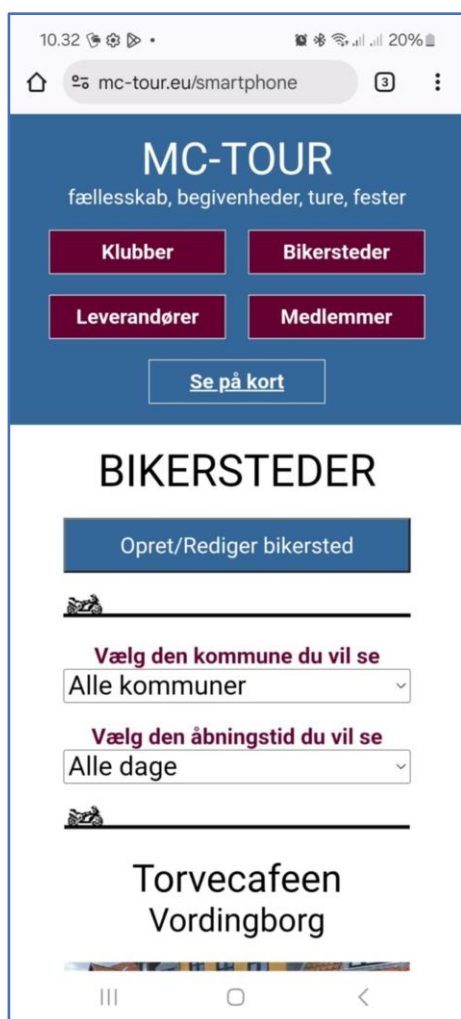 10.32
20%
mc-tour.eu/smartphone
3
MC-TOUR
fællesskab, begivenheder, ture, fester
Klubber
Bikersteder
Leverandører
Medlemmer
Se på kort
BIKERSTEDER
Opret/Rediger bikersted
Vælg den kommune du vil se
Alle kommuner
Vælg den åbningstid du vil se
Alle dage
Torvecafeen
Vordingborg